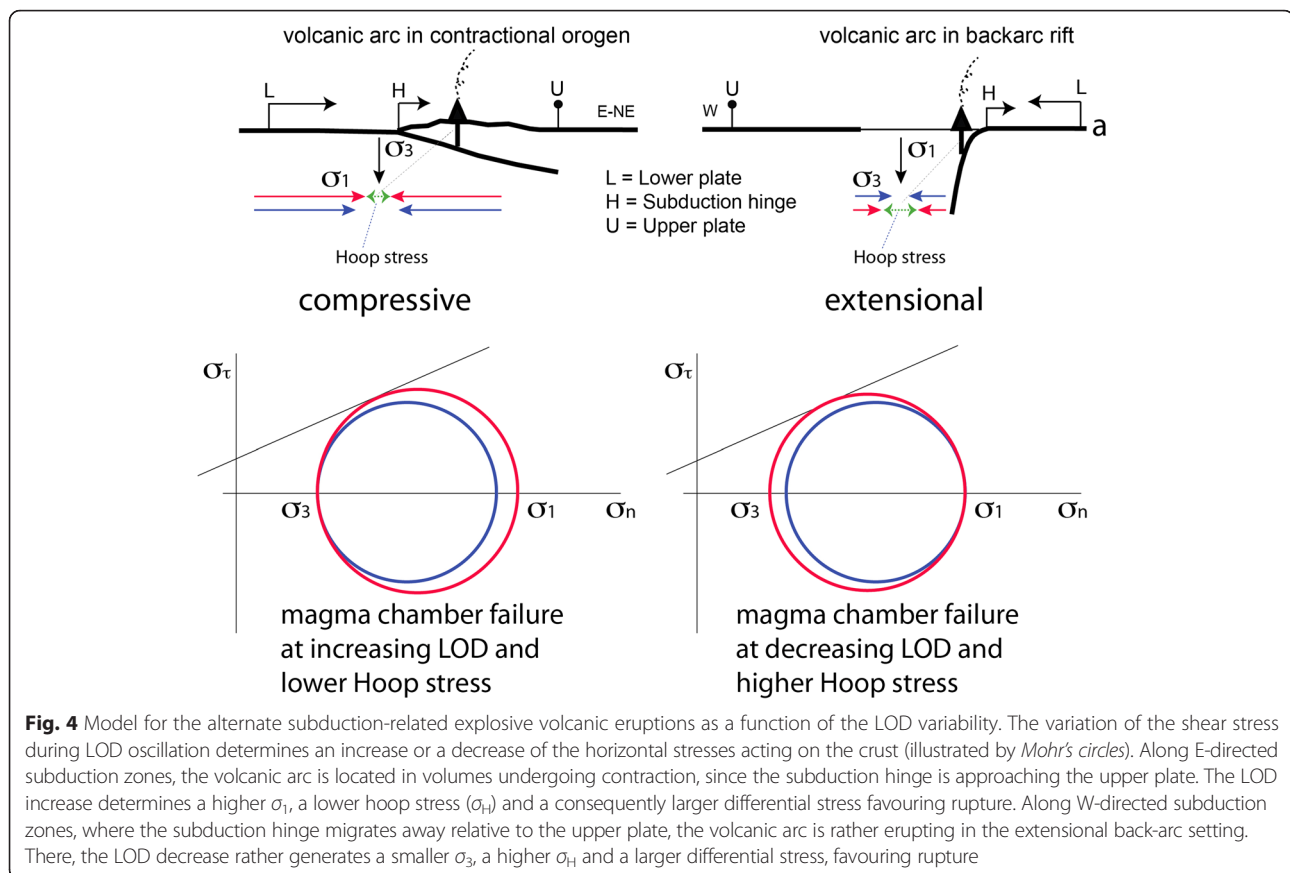 volcanic arc in contractional orogen
volcanic arc in backarc rift
L
H
U
E-NE
W
U
H
L
a
σ3
σ1
σ1
σ3
L = Lower plate
H = Subduction hinge
U = Upper plate
Hoop stress
Hoop stress
compressive
extensional
στ
σ3
σ1
σn
στ
σ3
σ1
σn
magma chamber failure
at increasing LOD and
lower Hoop stress
magma chamber failure
at decreasing LOD and
higher Hoop stress
Fig. 4 Model for the alternate subduction-related explosive volcanic eruptions as a function of the LOD variability. The variation of the shear stress
during LOD oscillation determines an increase or a decrease of the horizontal stresses acting on the crust (illustrated by Mohr's circles). Along E-directed
subduction zones, the volcanic arc is located in volumes undergoing contraction, since the subduction hinge is approaching the upper plate. The LOD
increase determines a higher σ1, a lower hoop stress (σH) and a consequently larger differential stress favouring rupture. Along W-directed subduction
zones, where the subduction hinge migrates away relative to the upper plate, the volcanic arc is rather erupting in the extensional back-arc setting.
There, the LOD decrease rather generates a smaller σ3, a higher σH and a larger differential stress, favouring rupture